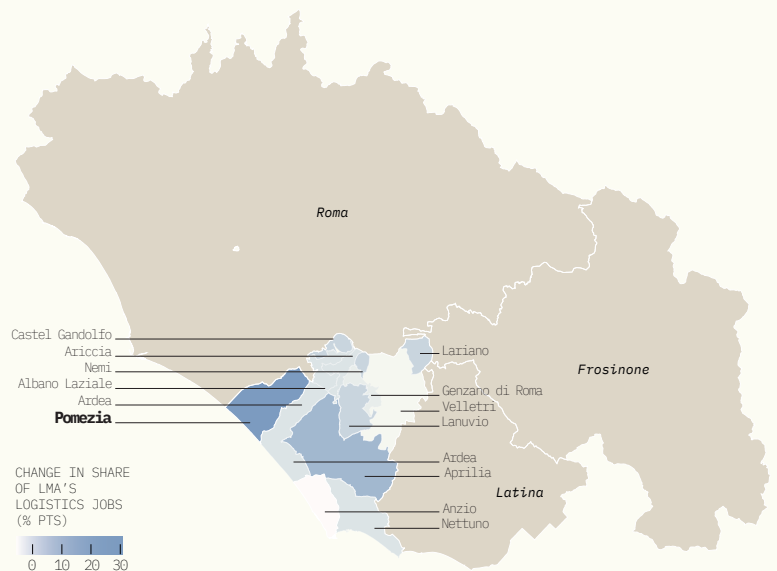 Roma
Castel Gandolfo
Ariccia
Nemi
Albano Laziale
Ardea
Pomezia
Lariano
Genzano di Roma
Velletri
Lanuvio
Ardea
Aprilia
Anzio
Nettuno
Frosinone
Latina
CHANGE IN SHARE
OF LMA'S
LOGISTICS JOBS
(% PTS)
0 10 20 30